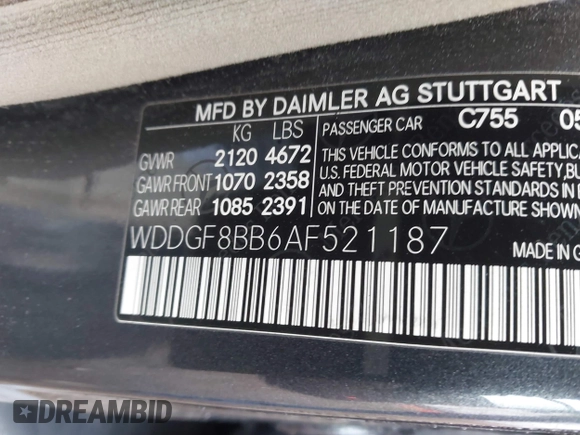 MFD BY DAIMLER AG STUTTGART
KG LBS PASSENGER CAR C755 05
GVWR 2120 4672 THIS VEHICLE CONFORMS TO ALL
GAWR FRONT 1070 2358 U.S. FEDERAL MOTOR VEHICLE SAFETY, BU
GAWR REAR 1085 2391 AND THEFT PREVENTION STANDARDS IN
ON THE DATE OF MANUFACTURE SHOWN
WDDGF8BB6AF521187
MADE IN G
DREAMBID